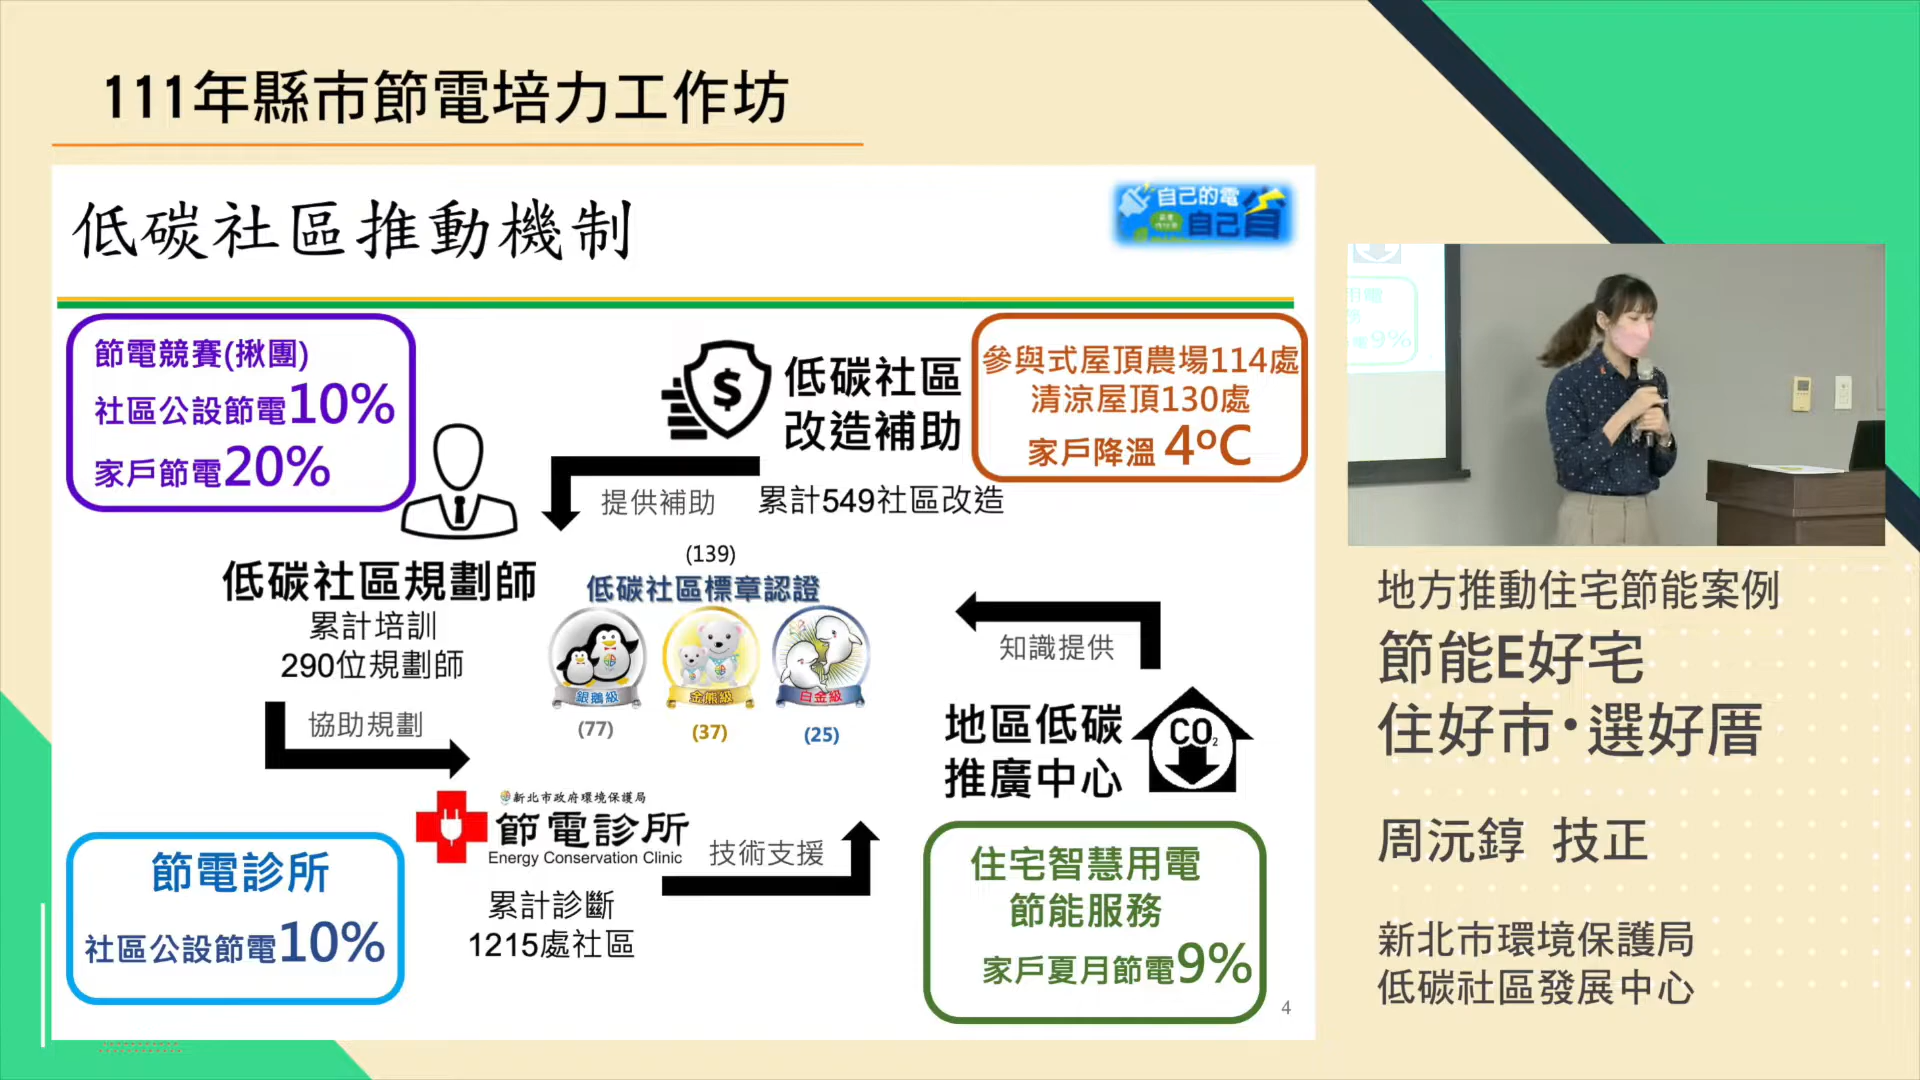 111年縣市節電培力工作坊
低碳社區推動機制
自己的電
自己省
節電競賽(揪團)
社區公設節電10%
家戶節電20%
低碳社區
改造補助
參與式屋頂農場114處
清涼屋頂130處
家戶降溫 4ºC
提供補助
累計549社區改造
低碳社區規劃師
累計培訓
290位規劃師
(139)
低碳社區標章認證
銀鵝級
金熊級
白金級
(77)
(37)
(25)
知識提供
協助規劃
地區低碳
推廣中心
CO2
新北市政府環境保護局
節電診所
Energy Conservation Clinic
技術支援
累計診斷
1215處社區
節電診所
社區公設節電10%
住宅智慧用電
節能服務
家戶夏月節電9%
4
9%
地方推動住宅節能案例
節能E好宅
住好市·選好厝
周沅錞 技正
新北市環境保護局
低碳社區發展中心